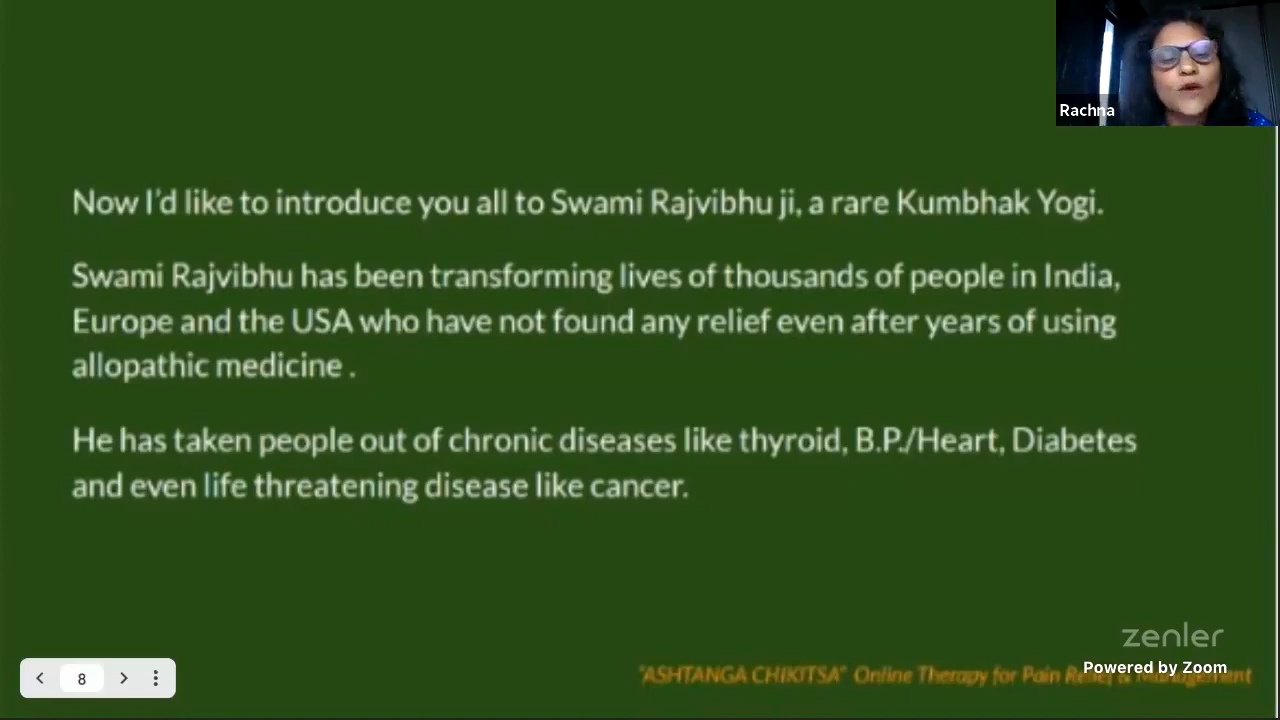 Rachna
Now I'd like to introduce you all to Swami Rajvibhu ji, a rare Kumbhak Yogi.
Swami Rajvibhu has been transforming lives of thousands of people in India,
Europe and the USA who have not found any relief even after years of using
allopathic medicine .
He has taken people out of chronic diseases like thyroid, B.P./Heart, Diabetes
and even life threatening disease like cancer.
zenler
Powered by Zoom
8
"ASHTANGA CHIKITSA" Online Therapy for Pain Relief & Management